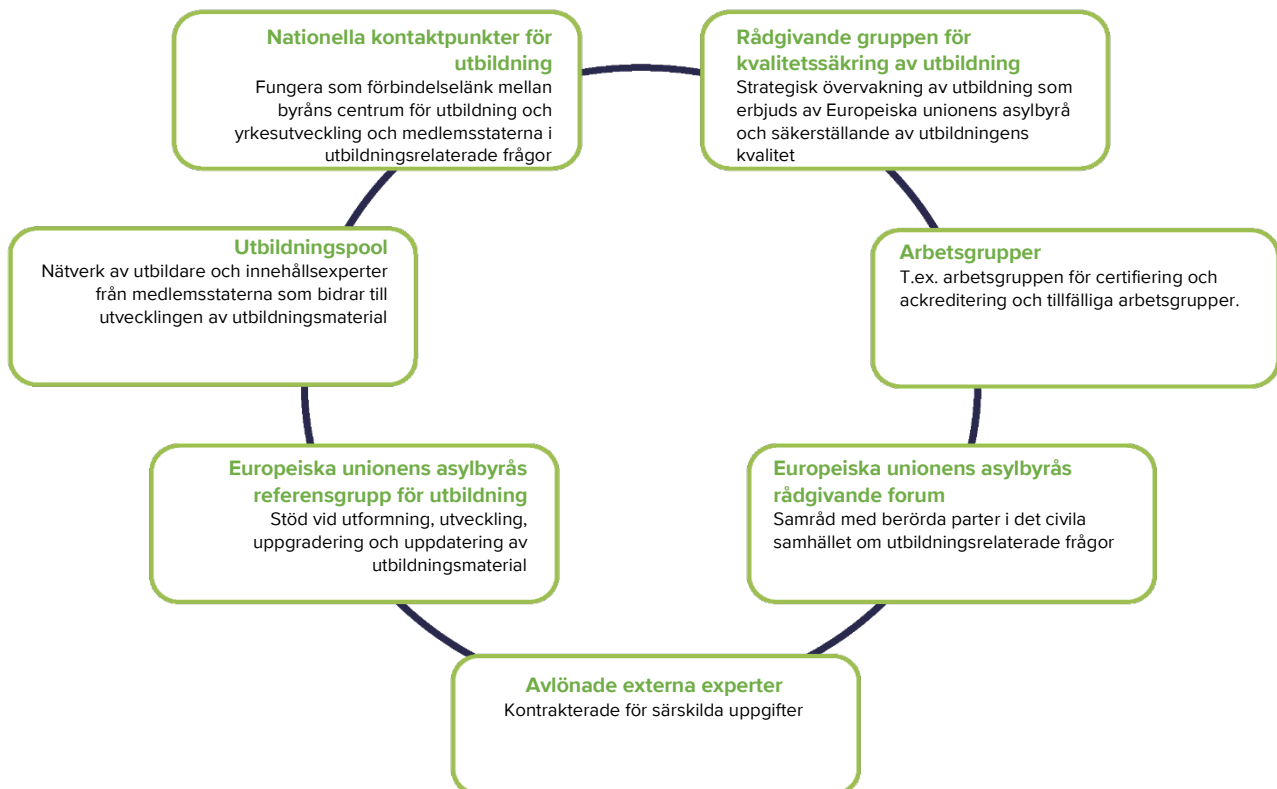 Nationella kontaktpunkter för
utbildning
Fungera som förbindelselänk mellan
byråns centrum för utbildning och
yrkesutveckling och medlemsstaterna i
utbildningsrelaterade frågor
Rådgivande gruppen för
kvalitetssäkring av utbildning
Strategisk övervakning av utbildning som
erbjuds av Europeiska unionens asylbyrå
och säkerställande av utbildningens
kvalitet
Utbildningspool
Nätverk av utbildare och innehållsexperter
från medlemsstaterna som bidrar till
utvecklingen av utbildningsmaterial
Arbetsgrupper
T.ex. arbetsgruppen för certifiering och
ackreditering och tillfälliga arbetsgrupper.
Europeiska unionens asylbyrås
referensgrupp för utbildning
Stöd vid utformning, utveckling,
uppgradering och uppdatering av
utbildningsmaterial
Europeiska unionens asylbyrås
rådgivande forum
Samråd med berörda parter i det civila
samhället om utbildningsrelaterade frågor
Avlönade externa experter
Kontrakterade för särskilda uppgifter